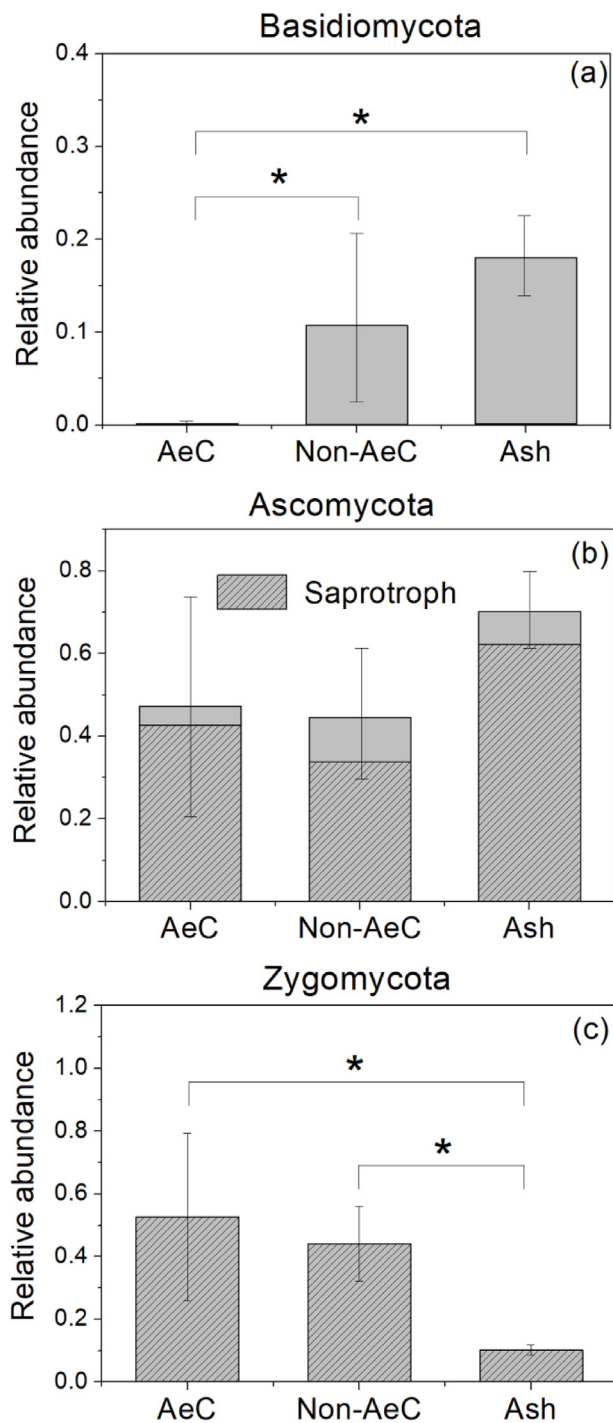 Basidiomycota
(a)
Relative abundance
0.4
0.3
0.2
0.1
0.0
*
*
AeC Non-AeC Ash
Ascomycota
(b)
Saprotroph
Relative abundance
0.8
0.6
0.4
0.2
0.0
AeC Non-AeC Ash
Zygomycota
(c)
Relative abundance
1.2
1.0
0.8
0.6
0.4
0.2
0.0
*
*
AeC Non-AeC Ash